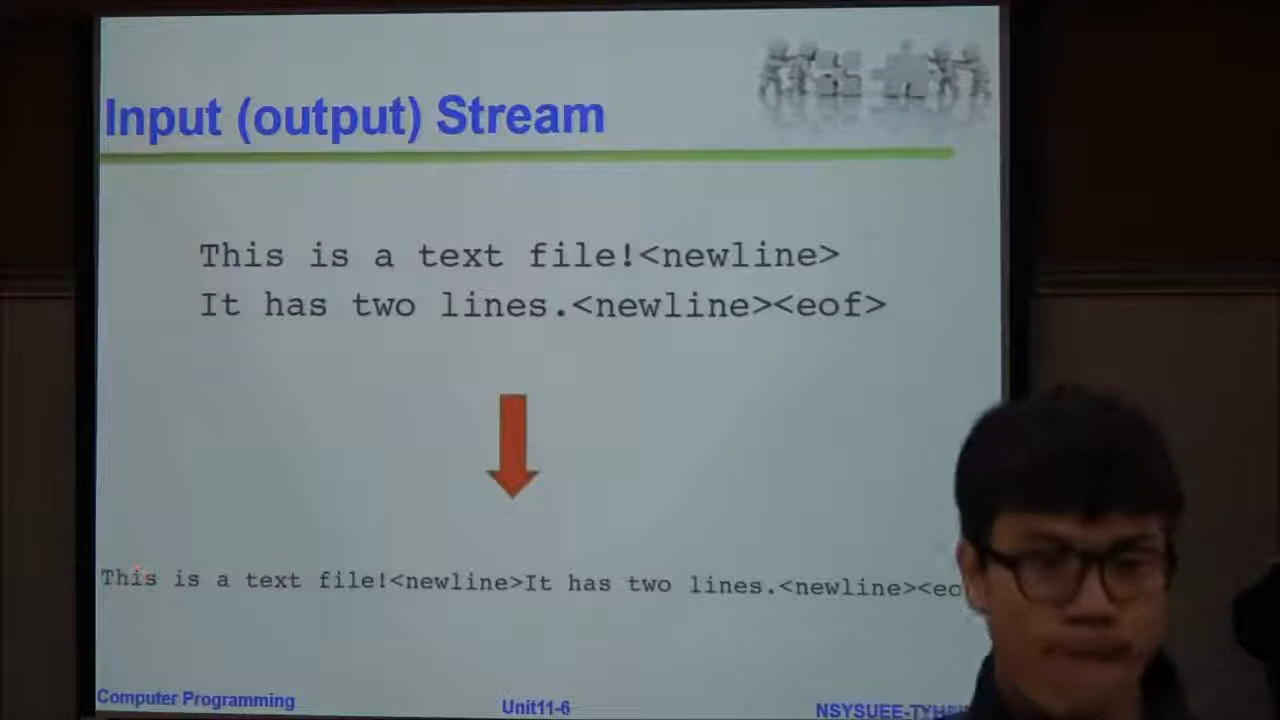 Input (output) Stream
This is a text file!<newline>
It has two lines.<newline><eof>
This is a text file!<newline>It has two lines.<newline><eo
Computer Programming
Unit11-6
NSYSUEE-TYH